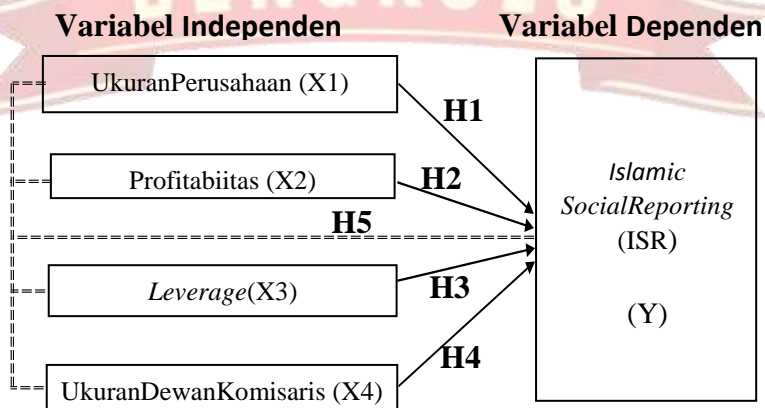 Variabel Independen
Variabel Dependen
UkuranPerusahaan (X1)
H1
Profitabiitas (X2)
H2
H5
Leverage(X3)
H3
UkuranDewanKomisaris (X4)
H4
Islamic
SocialReporting
(ISR)
(Y)